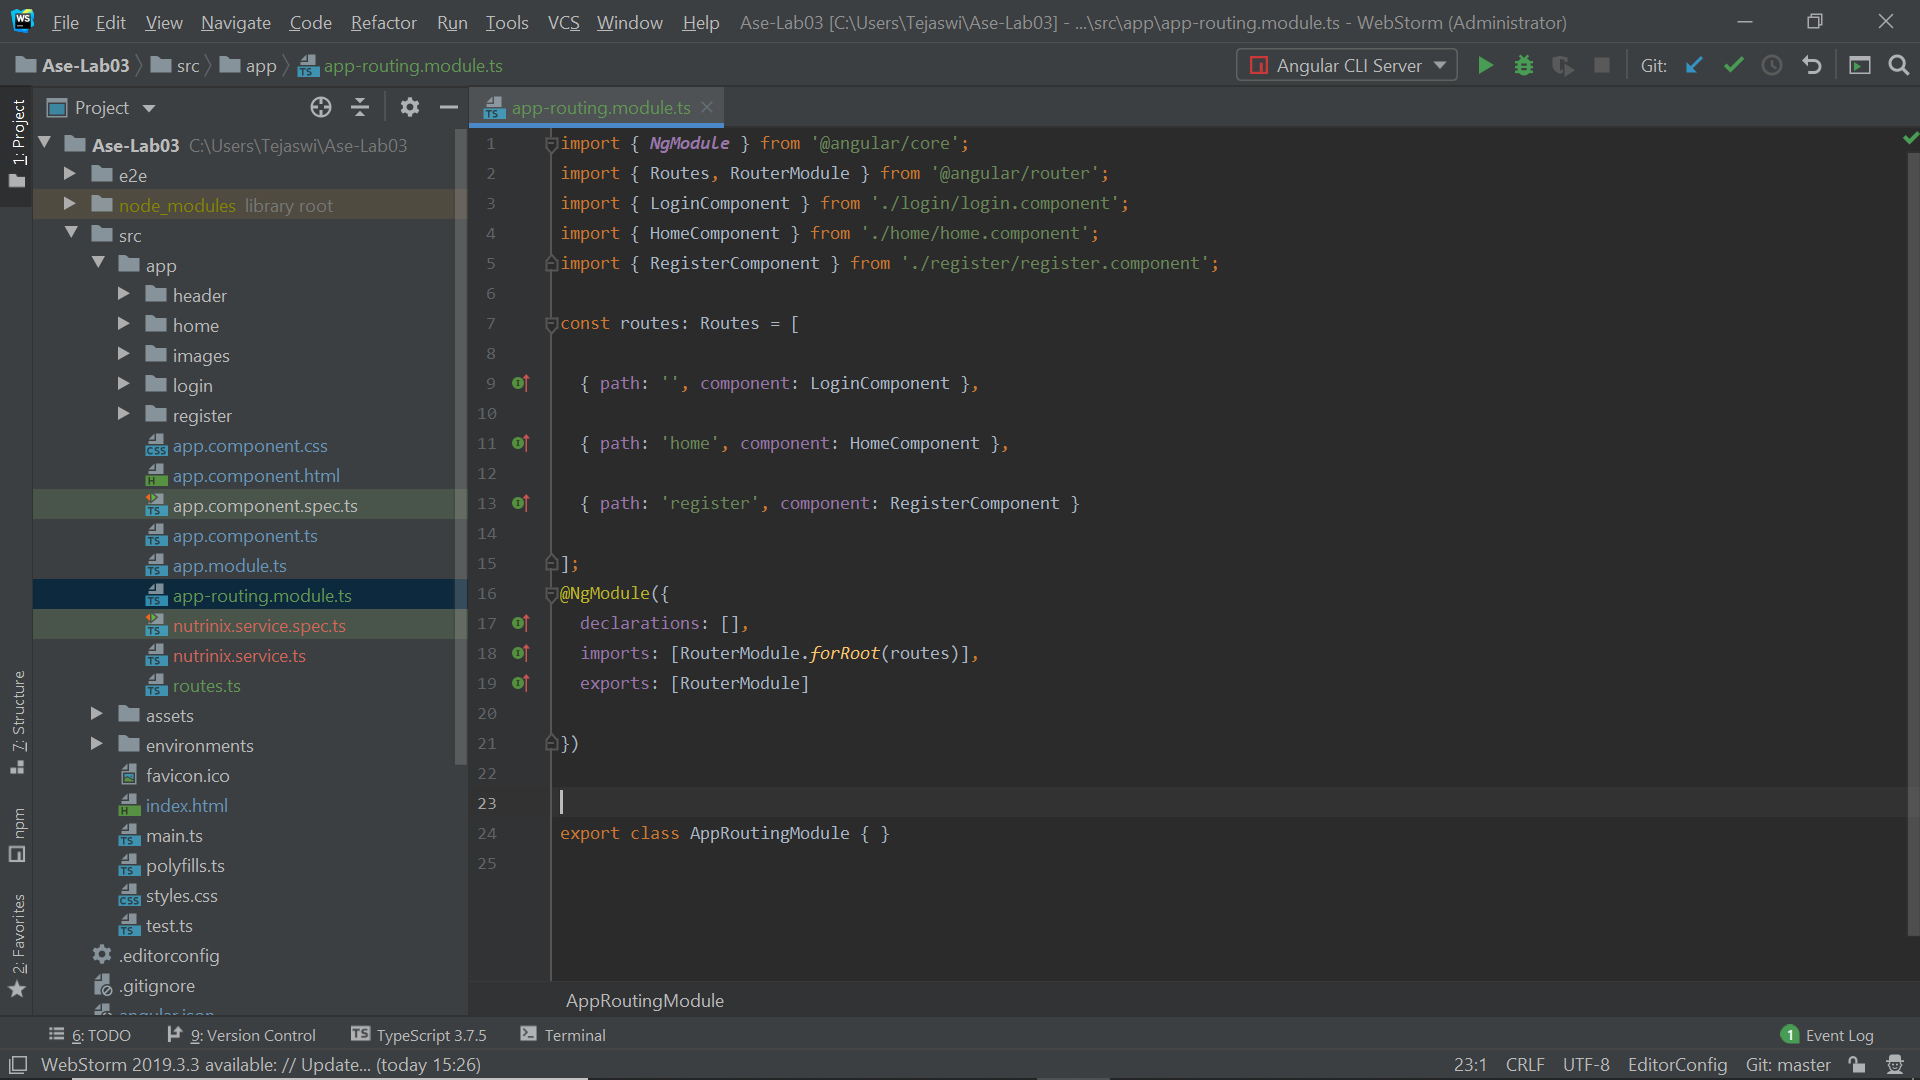 WS File Edit View Navigate Code Refactor Run Tools VCS Window Help Ase-Lab03 [C:\Users\Tejaswi\Ase-Lab03] - ...\src\app\app-routing.module.ts - WebStorm (Administrator)
Ase-Lab03 src app app-routing.module.ts Angular CLI Server Git:
1: Project
7: Structure
npm
2: Favorites
Project
Ase-Lab03 C:\Users\Tejaswi\Ase-Lab03
e2e
node_modules library root
src
app
header
home
images
login
register
app.component.css
app.component.html
app.component.spec.ts
app.component.ts
app.module.ts
app-routing.module.ts
nutrinix.service.spec.ts
nutrinix.service.ts
routes.ts
assets
environments
favicon.ico
index.html
main.ts
polyfills.ts
styles.css
test.ts
.editorconfig
.gitignore
angular.json
app-routing.module.ts
1 import { NgModule } from '@angular/core';
2 import { Routes, RouterModule } from '@angular/router';
3 import { LoginComponent } from './login/login.component';
4 import { HomeComponent } from './home/home.component';
5 import { RegisterComponent } from './register/register.component';
6
7 const routes: Routes = [
8
9 { path: '', component: LoginComponent },
10
11 { path: 'home', component: HomeComponent },
12
13 { path: 'register', component: RegisterComponent }
14
15 ];
16 @NgModule({
17 declarations: [],
18 imports: [RouterModule.forRoot(routes)],
19 exports: [RouterModule]
20
21 })
22
23
24 export class AppRoutingModule { }
25
AppRoutingModule
6: TODO 9: Version Control TypeScript 3.7.5 Terminal 1 Event Log
WebStorm 2019.3.3 available: // Update... (today 15:26) 23:1 CRLF UTF-8 EditorConfig Git: master